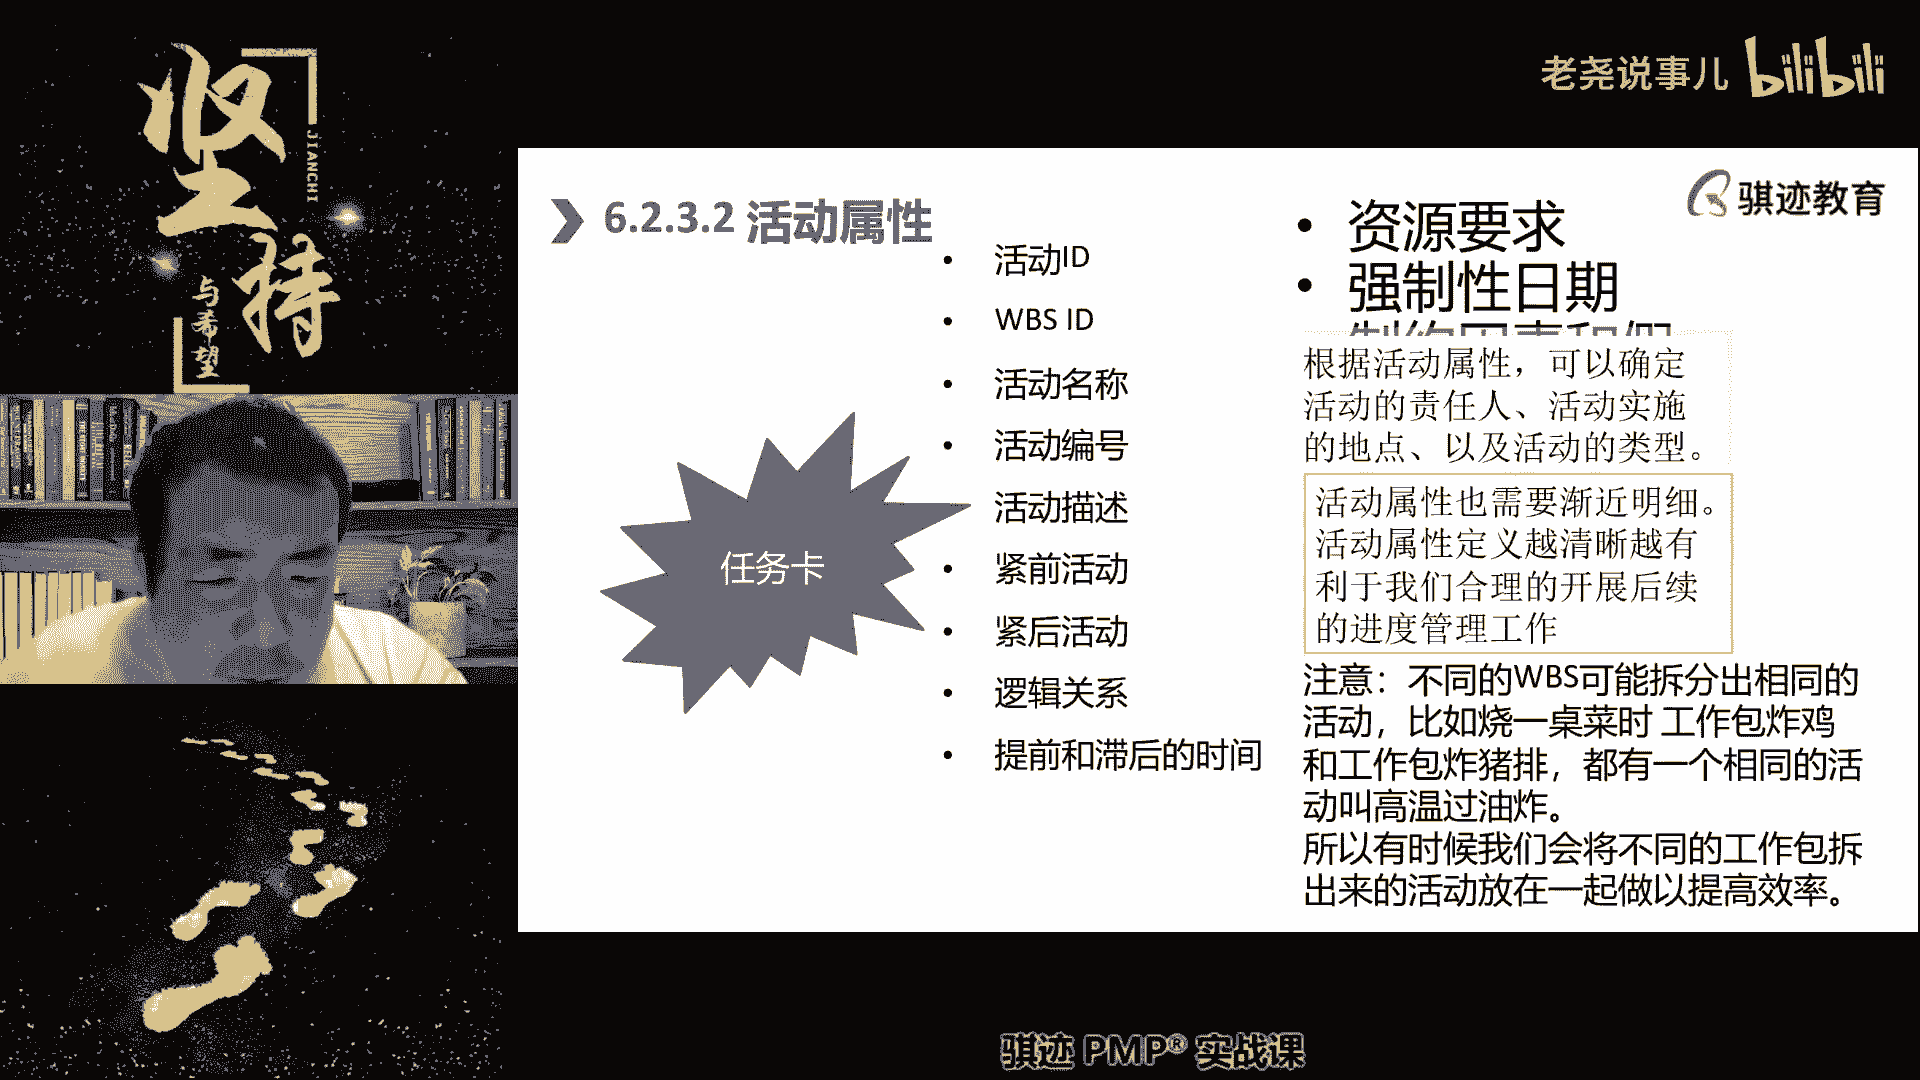 坚持
JIANCHI
与希望
老尧说事儿 bilibili
骐迹教育
6.2.3.2 活动属性
• 活动ID
• WBS ID
• 活动名称
• 活动编号
• 活动描述
• 紧前活动
• 紧后活动
• 逻辑关系
• 提前和滞后的时间
任务卡
• 资源要求
• 强制性日期
根据活动属性，可以确定
活动的责任人、活动实施
的地点、以及活动的类型。
活动属性也需要渐近明细。
活动属性定义越清晰越有
利于我们合理的开展后续
的进度管理工作
注意：不同的WBS可能拆分出相同的
活动，比如烧一桌菜时 工作包炸鸡
和工作包炸猪排，都有一个相同的活
动叫高温过油炸。
所以有时候我们会将不同的工作包拆
出来的活动放在一起做以提高效率。
骐迹 PMP® 实战课